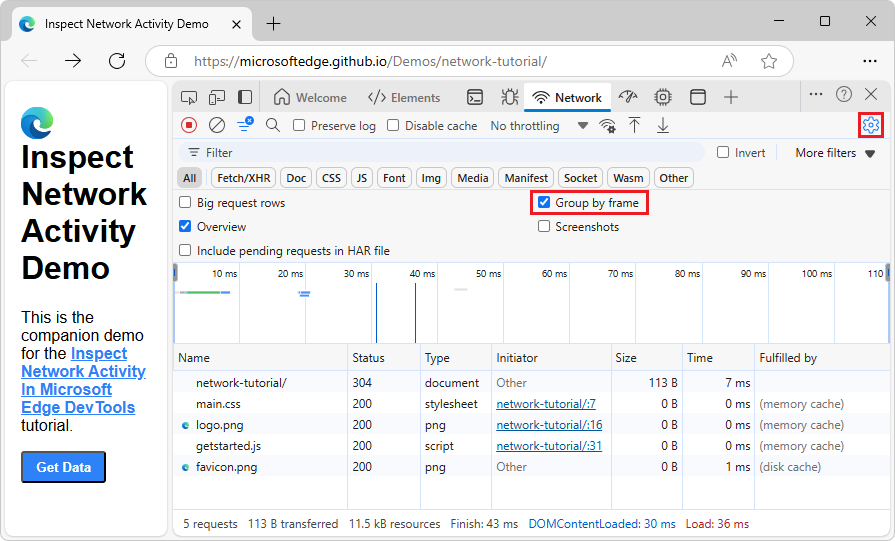 Inspect Network Activity Demo
https://microsoftedge.github.io/Demos/network-tutorial/
Inspect
Network
Activity
Demo
This is the
companion demo
for the Inspect
Network Activity
In Microsoft
Edge DevTools
tutorial.
Get Data
Welcome Elements Network
Preserve log Disable cache No throttling
Filter Invert More filters
All Fetch/XHR Doc CSS JS Font Img Media Manifest Socket Wasm Other
Big request rows Group by frame
Overview Screenshots
Include pending requests in HAR file
10 ms 20 ms 30 ms 40 ms 50 ms 60 ms 70 ms 80 ms 90 ms 100 ms 110
Name Status Type Initiator Size Time Fulfilled by
network-tutorial/ 304 document Other 113 B 7 ms
main.css 200 stylesheet network-tutorial/:7 0 B 0 ms (memory cache)
logo.png 200 png network-tutorial/:16 0 B 0 ms (memory cache)
getstarted.js 200 script network-tutorial/:31 0 B 0 ms (memory cache)
favicon.png 200 png Other 0 B 1 ms (disk cache)
5 requests 113 B transferred 11.5 kB resources Finish: 43 ms DOMContentLoaded: 30 ms Load: 36 ms